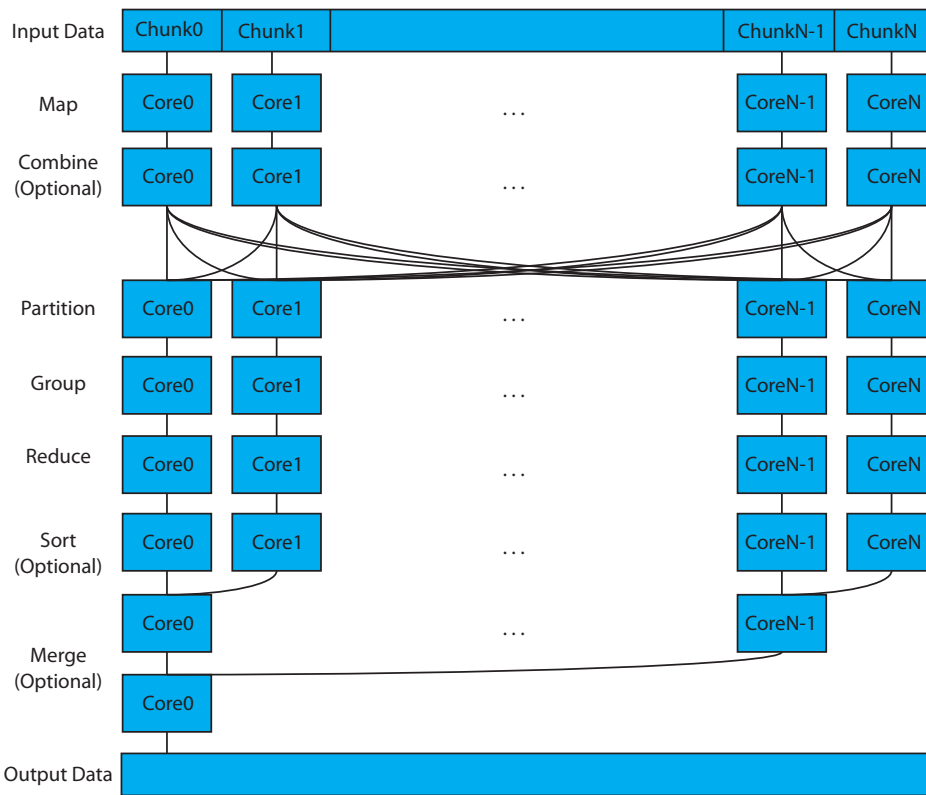 Input Data Chunk0 Chunk1 ChunkN-1 ChunkN
Map Core0 Core1 ... CoreN-1 CoreN
Combine
(Optional) Core0 Core1 ... CoreN-1 CoreN
Partition Core0 Core1 ... CoreN-1 CoreN
Group Core0 Core1 ... CoreN-1 CoreN
Reduce Core0 Core1 ... CoreN-1 CoreN
Sort
(Optional) Core0 Core1 ... CoreN-1 CoreN
Core0 ... CoreN-1
Merge
(Optional)
Core0
Output Data